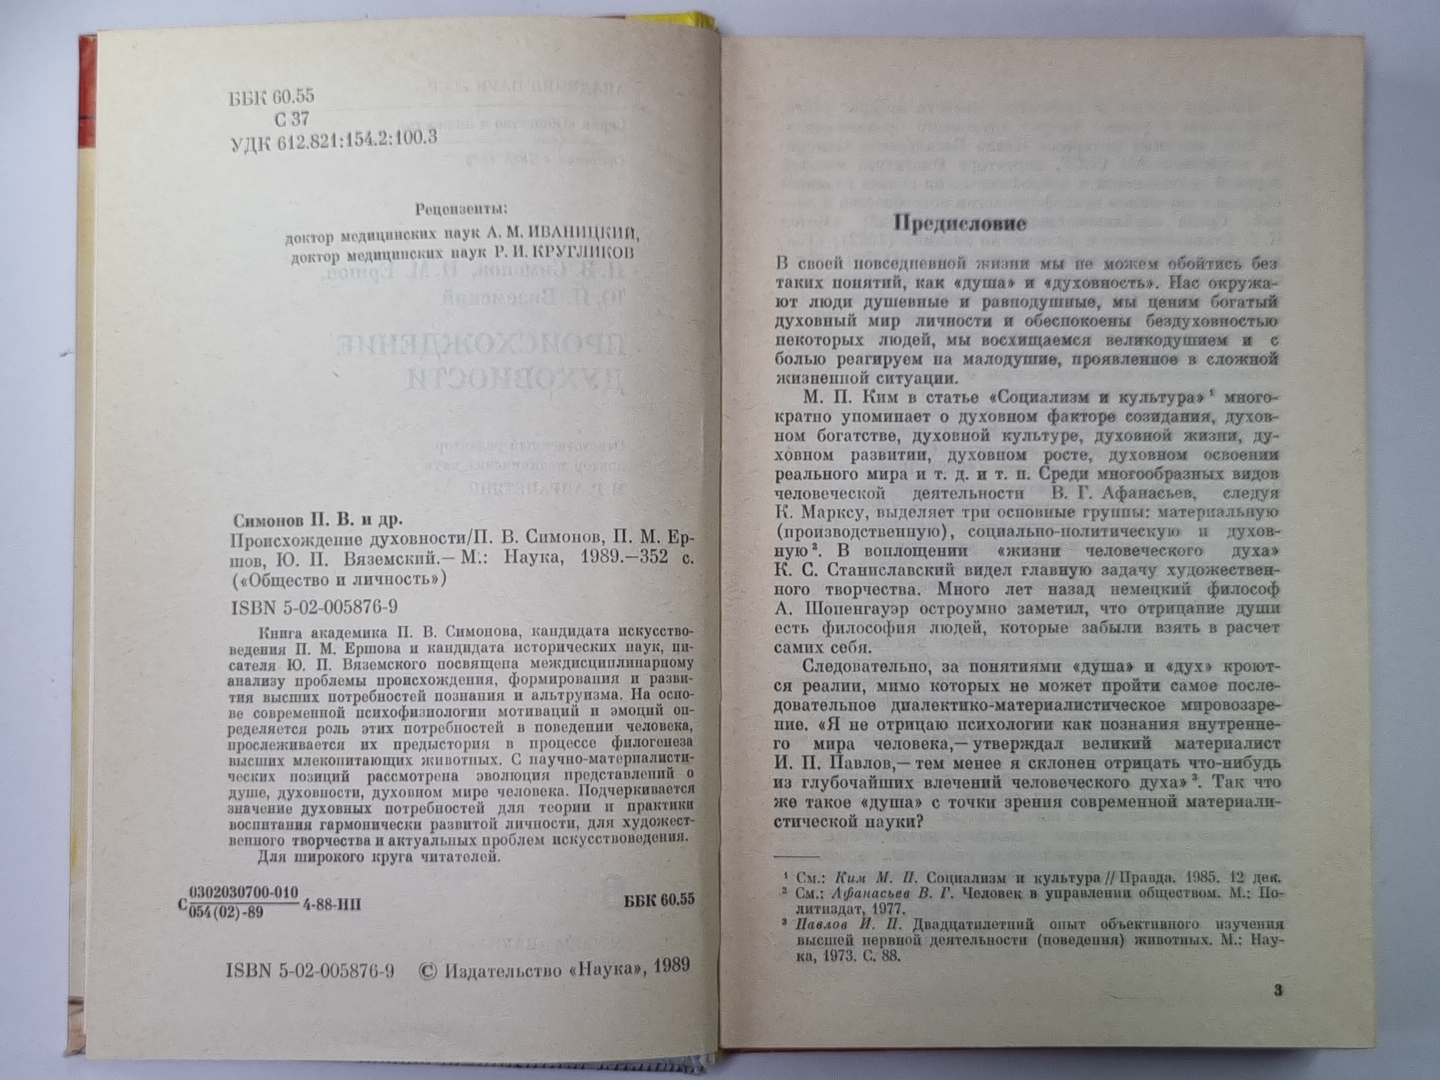 ББК 60.55
С 37
УДК 612.821:154.2:100.3
Рецензенты:
доктор медицинских наук А. М. ИВАНИЦКИЙ,
доктор медицинских наук Р. И. КРУГЛИКОВ
Симонов П. В. и др.
Происхождение духовности/П. В. Симонов, П. М. Ер-
шов, Ю. П. Вяземский.— М.: Наука, 1989.—352 с.
(«Общество и личность»)
ISBN 5-02-005876-9
Книга академика П. В. Симонова, кандидата искусство-
ведения П. М. Ершова и кандидата исторических наук, пи-
сателя Ю. П. Вяземского посвящена междисциплинарному
анализу проблемы происхождения, формирования и разви-
тия высших потребностей познания и альтруизма. На осно-
ве современной психофизиологии мотиваций и эмоций оп-
ределяется роль этих потребностей в поведении человека,
прослеживается их предыстория в процессе филогенеза
высших млекопитающих животных. С научно-материалисти-
ческих позиций рассмотрена эволюция представлений о
душе, духовности, духовном мире человека. Подчеркивается
значение духовных потребностей для теории и практики
воспитания гармонически развитой личности, для художест-
венного творчества и актуальных проблем искусствоведения.
Для широкого круга читателей.
С 0302030700-010
054(02)-89 4-88-НП
ББК 60.55
ISBN 5-02-005876-9 © Издательство «Наука», 1989
Предисловие
В своей повседневной жизни мы не можем обойтись без
таких понятий, как «душа» и «духовность». Нас окружа-
ют люди душевные и равнодушные, мы ценим богатый
духовный мир личности и обеспокоены бездуховностью
некоторых людей, мы восхищаемся великодушием и с
болью реагируем на малодушие, проявленное в сложной
жизненной ситуации.
М. П. Ким в статье «Социализм и культура» ¹ много-
кратно упоминает о духовном факторе созидания, духов-
ном богатстве, духовной культуре, духовной жизни, ду-
ховном развитии, духовном росте, духовном освоении
реального мира и т. д. и т. п. Среди многообразных видов
человеческой деятельности В. Г. Афанасьев, следуя
К. Марксу, выделяет три основные группы: материальную
(производственную), социально-политическую и духов-
ную ². В воплощении «жизни человеческого духа»
К. С. Станиславский видел главную задачу художествен-
ного творчества. Много лет назад немецкий философ
А. Шопенгауэр остроумно заметил, что отрицание души
есть философия людей, которые забыли взять в расчет
самих себя.
Следовательно, за понятиями «душа» и «дух» кроют-
ся реалии, мимо которых не может пройти самое после-
довательное диалектико-материалистическое мировоззре-
ние. «Я не отрицаю психологии как познания внутренне-
го мира человека,— утверждал великий материалист
И. П. Павлов,— тем менее я склонен отрицать что-нибудь
из глубочайших влечений человеческого духа» ³. Так что
же такое «душа» с точки зрения современной материали-
стической науки?
¹ См.: Ким М. П. Социализм и культура // Правда. 1985. 12 дек.
² См.: Афанасьев В. Г. Человек в управлении обществом. М.: По-
литиздат, 1977.
³ Павлов И. П. Двадцатилетний опыт объективного изучения
высшей нервной деятельности (поведения) животных. М.: Нау-
ка, 1973. С. 88.
3